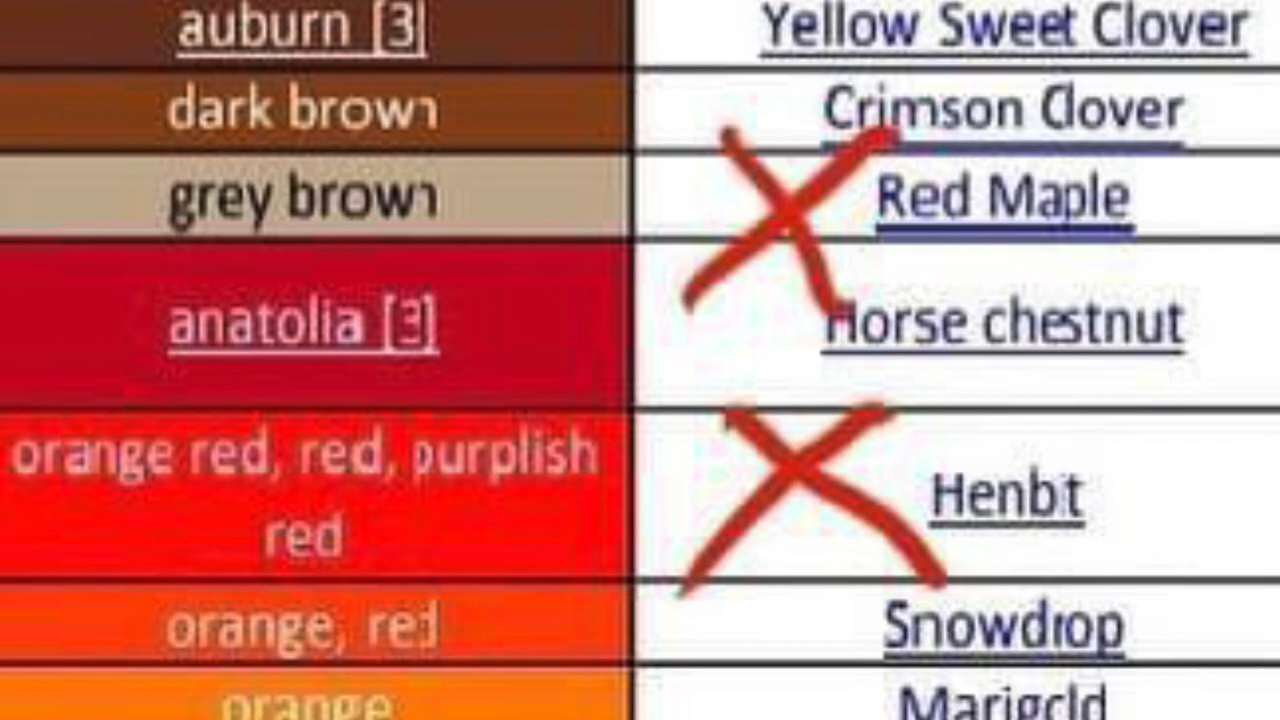 auburn [3] Yellow Sweet Clover
dark brown Crimson Clover
grey brown Red Maple
anatolia [3] Horse chestnut
orange red, red, purplish
red
Henbit
orange, red Snowdrop
orange Marigold